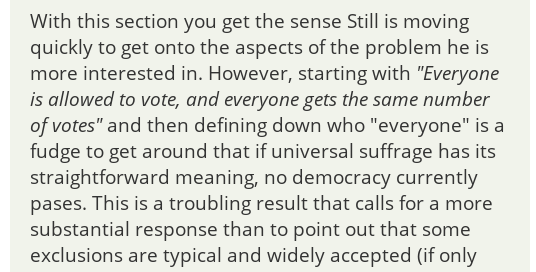 With this section you get the sense Still is moving
quickly to get onto the aspects of the problem he is
more interested in. However, starting with "Everyone
is allowed to vote, and everyone gets the same number
of votes" and then defining down who "everyone" is a
fudge to get around that if universal suffrage has its
straightforward meaning, no democracy currently
pases. This is a troubling result that calls for a more
substantial response than to point out that some
exclusions are typical and widely accepted (if only